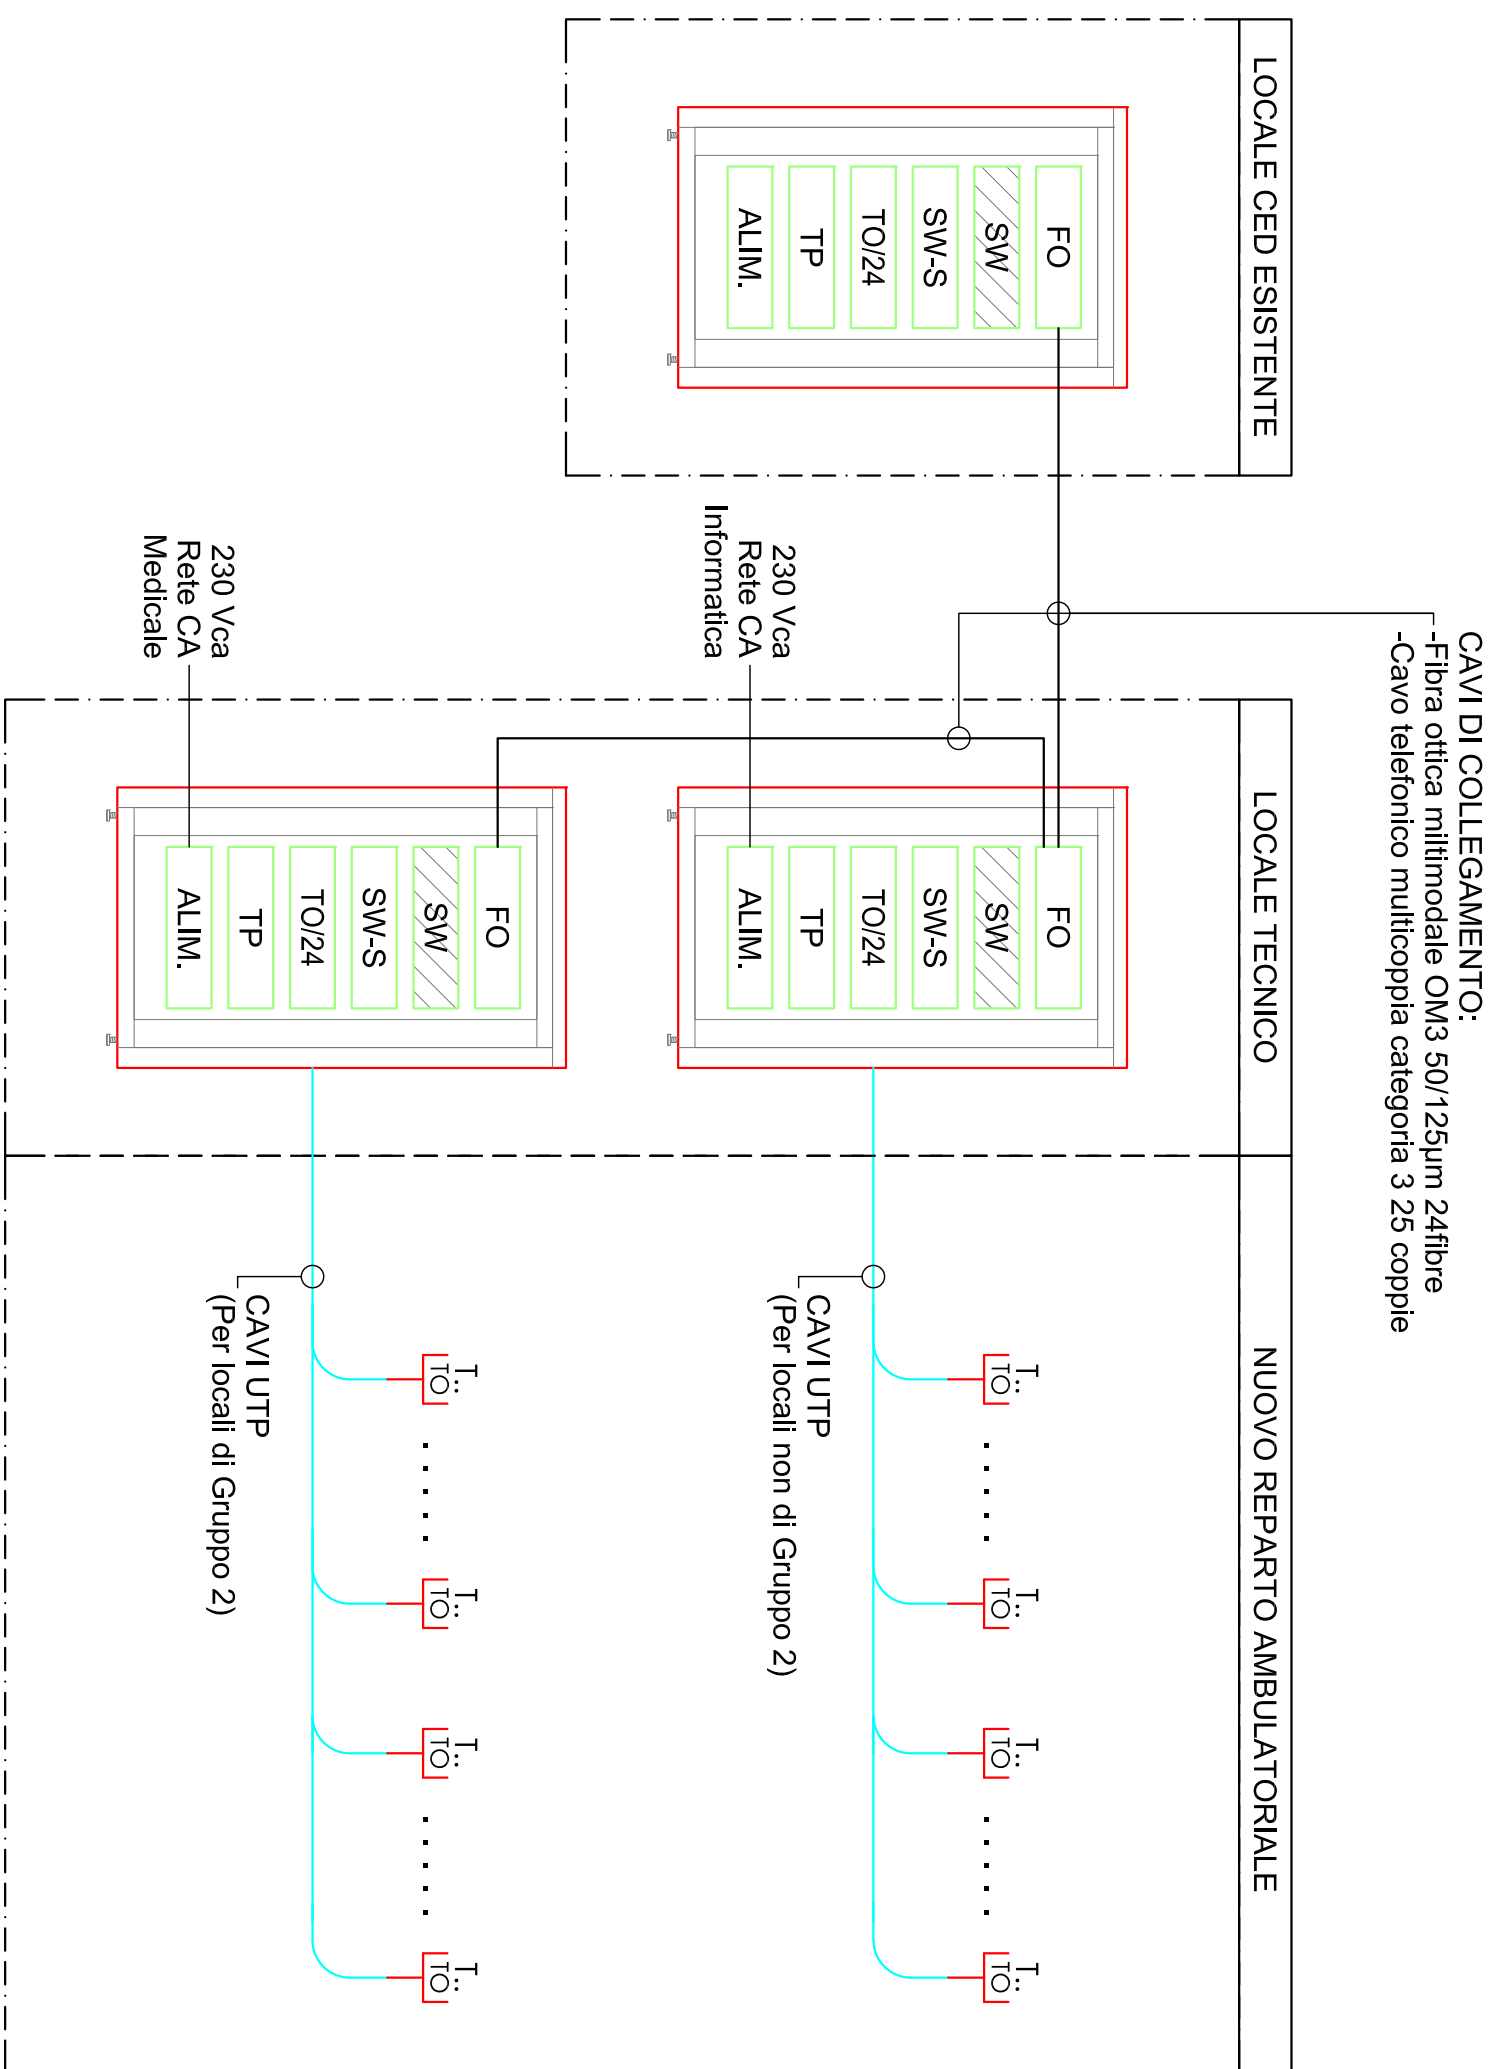 CAVI DI COLLEGAMENTO:
-Fibra ottica miltimodale OM3 50/125µm 24fibre
-Cavo telefonico multicoppia categoria 3 25 coppie
LOCALE CED ESISTENTE
LOCALE TECNICO
NUOVO REPARTO AMBULATORIALE
FO
SW
SW-S
TO/24
TP
ALIM.
230 Vca
Rete CA
Informatica
FO
SW
SW-S
TO/24
TP
ALIM.
CAVI UTP
(Per locali non di Gruppo 2)
T..
TO
T..
TO
T..
TO
T..
TO
230 Vca
Rete CA
Medicale
FO
SW
SW-S
TO/24
TP
ALIM.
CAVI UTP
(Per locali di Gruppo 2)
T..
TO
T..
TO
T..
TO
T..
TO